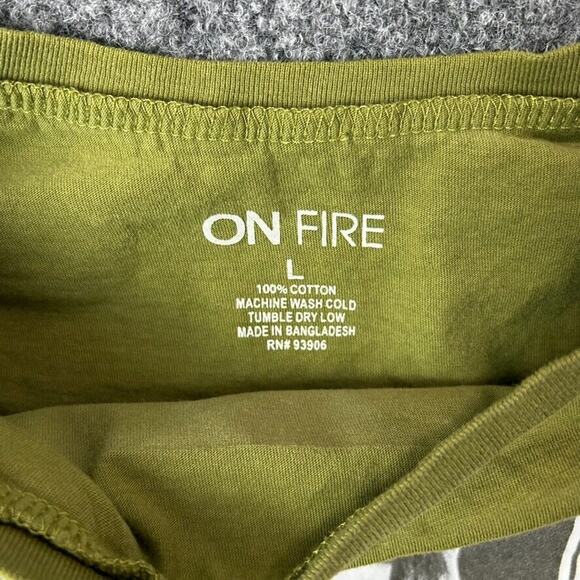 ON FIRE
L
100% COTTON
MACHINE WASH COLD
TUMBLE DRY LOW
MADE IN BANGLADESH
RN# 93906